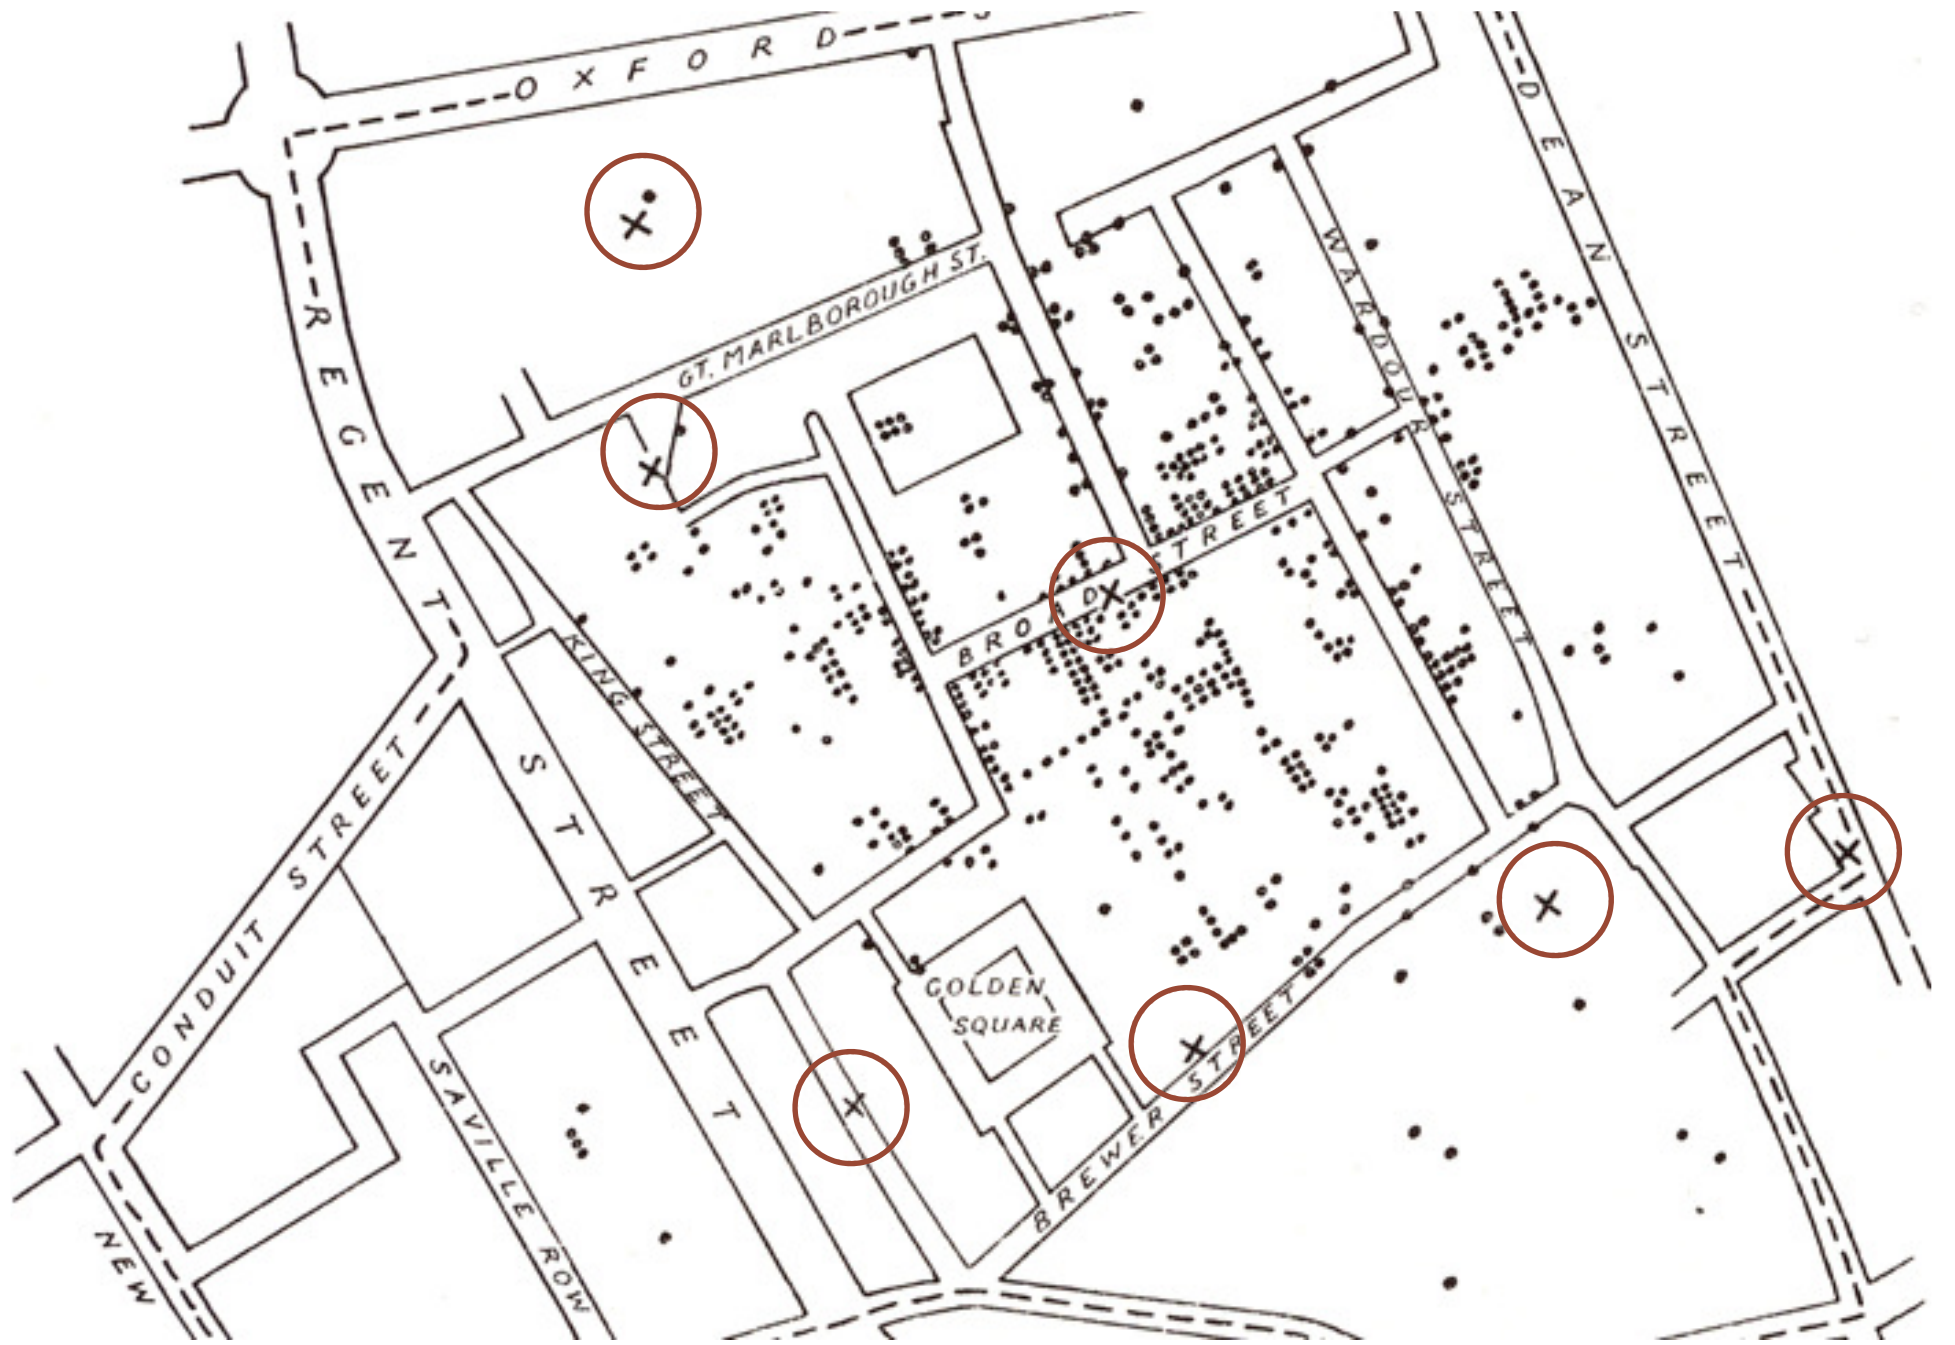 OXFORD
DEAN STREET
REGENT STREET
GT. MARLBOROUGH ST.
WARDOUR STREET
BRO D STREET
KING STREET
CONDUIT STREET
GOLDEN
SQUARE
BREWER STREET
SAVILLE ROW
NEW